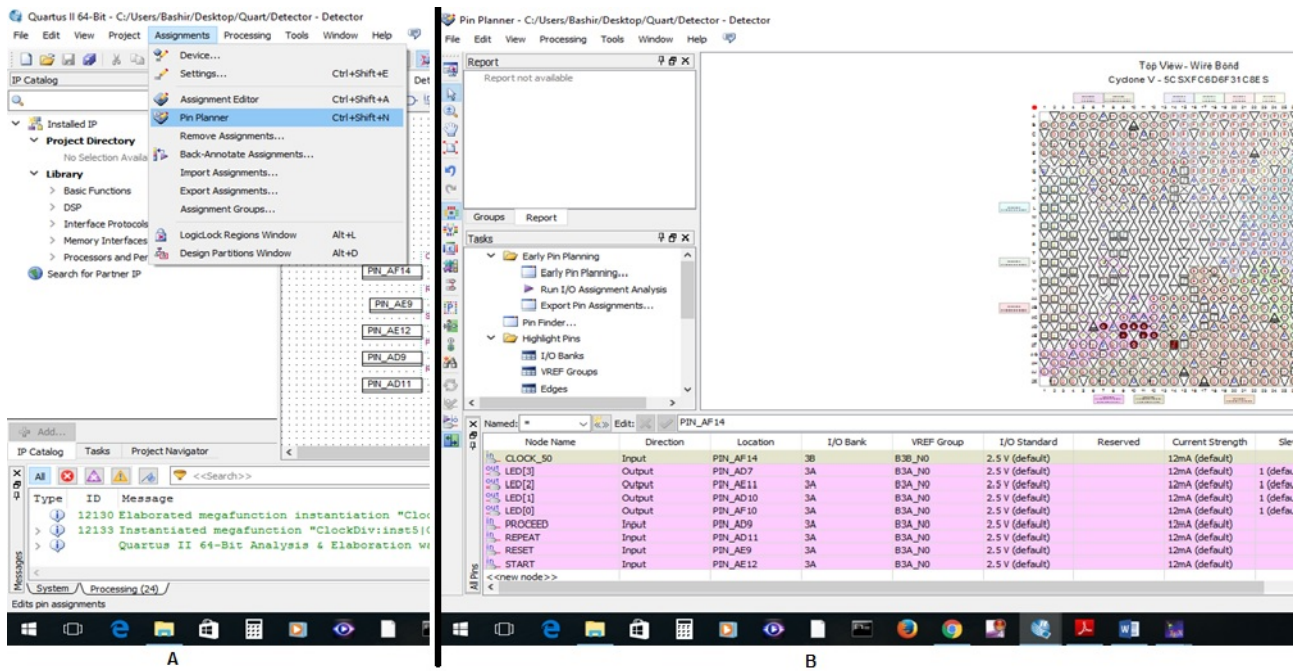 Quartus II 64-Bit - C:/Users/Bashir/Desktop/Quart/Detector - Detector
File Edit View Project Assignments Processing Tools Window Help
IP Catalog
Installed IP
Project Directory
No Selection Availa
Library
Basic Functions
DSP
Interface Protocols
Memory Interfaces
Processors and Per
Search for Partner IP
Device...
Settings... Ctrl+Shift+E
Assignment Editor Ctrl+Shift+A
Pin Planner Ctrl+Shift+N
Remove Assignments...
Back-Annotate Assignments...
Import Assignments...
Export Assignments...
Assignment Groups...
LogicLock Regions Window Alt+L
Design Partitions Window Alt+D
Det
PIN_AF14
PIN_AE9
PIN_AE12
PIN_AD9
PIN_AD11
Add...
IP Catalog Tasks Project Navigator
All <<Search>>
Type ID Message
12130 Elaborated megafunction instantiation "Cloc
12133 Instantiated megafunction "ClockDiv:inst5|
Quartus II 64-Bit Analysis & Elaboration wa
Messages
System Processing (24)
Edits pin assignments
A
Pin Planner - C:/Users/Bashir/Desktop/Quart/Detector - Detector
File Edit View Processing Tools Window Help
Report
Report not available
Groups Report
Tasks
Early Pin Planning
Early Pin Planning...
Run I/O Assignment Analysis
Export Pin Assignments...
Pin Finder...
Highlight Pins
I/O Banks
VREF Groups
Edges
Top View - Wire Bond
Cyclone V - 5CSXFC6D6F31C8ES
Named: * Edit: PIN_AF14
Node Name Direction Location I/O Bank VREF Group I/O Standard Reserved Current Strength Slew
CLOCK_50 Input PIN_AF14 3B B3B_N0 2.5 V (default) 12mA (default)
LED[3] Output PIN_AD7 3A B3A_N0 2.5 V (default) 12mA (default) 1 (defau
LED[2] Output PIN_AE11 3A B3A_N0 2.5 V (default) 12mA (default) 1 (defau
LED[1] Output PIN_AD10 3A B3A_N0 2.5 V (default) 12mA (default) 1 (defau
LED[0] Output PIN_AF10 3A B3A_N0 2.5 V (default) 12mA (default) 1 (defau
PROCEED Input PIN_AD9 3A B3A_N0 2.5 V (default) 12mA (default)
REPEAT Input PIN_AD11 3A B3A_N0 2.5 V (default) 12mA (default)
RESET Input PIN_AE9 3A B3A_N0 2.5 V (default) 12mA (default)
START Input PIN_AE12 3A B3A_N0 2.5 V (default) 12mA (default)
<<new node>>
All Pins
B